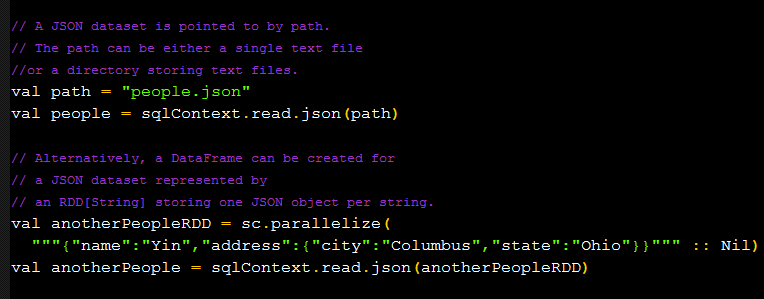 // A JSON dataset is pointed to by path.
// The path can be either a single text file
//or a directory storing text files.
val path = "people.json"
val people = sqlContext.read.json(path)
// Alternatively, a DataFrame can be created for
// a JSON dataset represented by
// an RDD[String] storing one JSON object per string.
val anotherPeopleRDD = sc.parallelize(
  """{"name":"Yin","address":{"city":"Columbus","state":"Ohio"}}""" :: Nil)
val anotherPeople = sqlContext.read.json(anotherPeopleRDD)